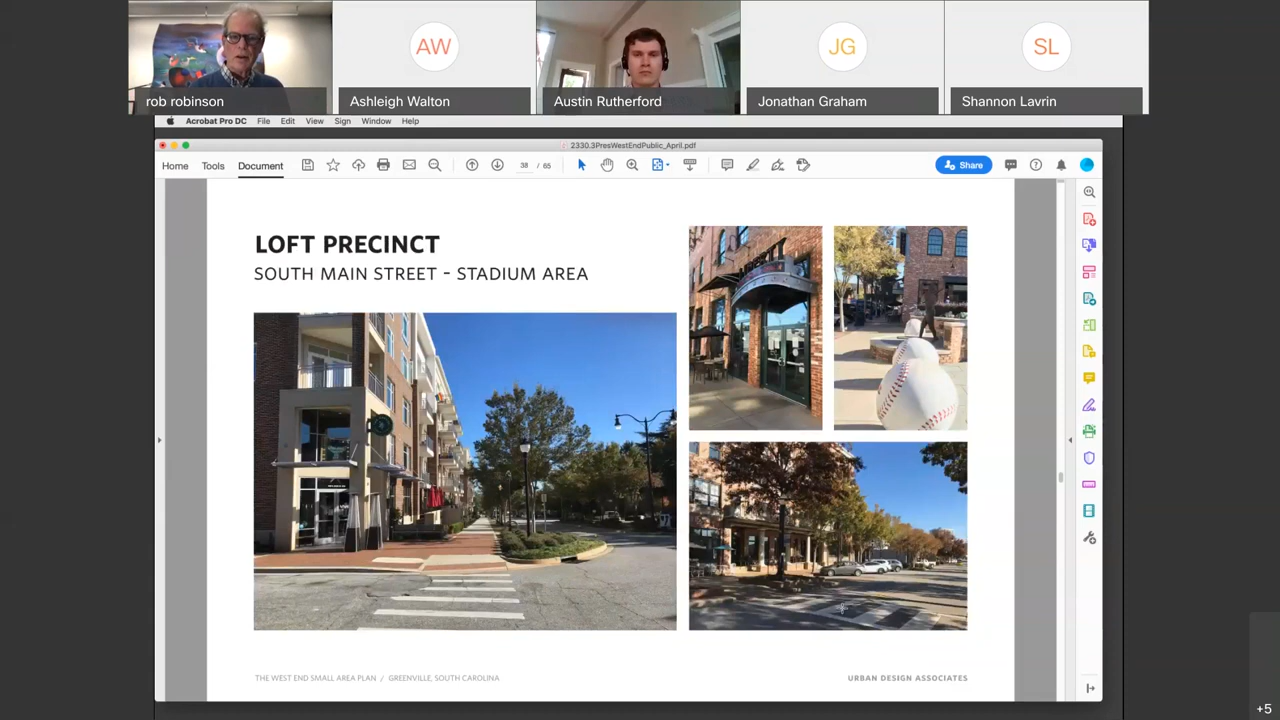 AW
JG
SL
rob robinson
Ashleigh Walton
Austin Rutherford
Jonathan Graham
Shannon Lavrin
Acrobat Pro DC File Edit View Sign Window Help
2330.3PresWestEndPublic_April.pdf
Home Tools Document
38 / 65
Share
LOFT PRECINCT
SOUTH MAIN STREET - STADIUM AREA
THE WEST END SMALL AREA PLAN / GREENVILLE, SOUTH CAROLINA
URBAN DESIGN ASSOCIATES
+5